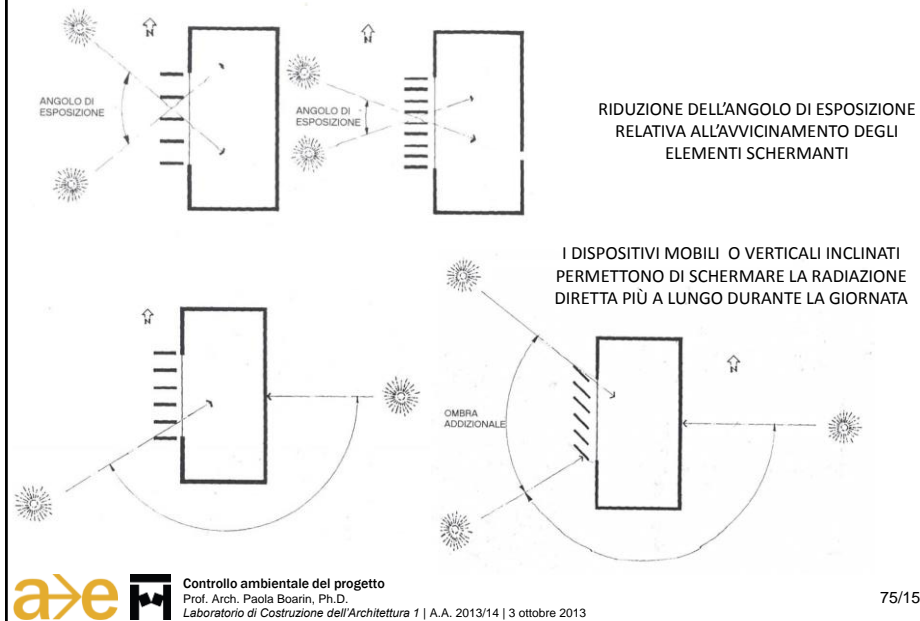 N
N
ANGOLO DI
ESPOSIZIONE
ANGOLO DI
ESPOSIZIONE
RIDUZIONE DELL'ANGOLO DI ESPOSIZIONE
RELATIVA ALL'AVVICINAMENTO DEGLI
ELEMENTI SCHERMANTI
I DISPOSITIVI MOBILI O VERTICALI INCLINATI
PERMETTONO DI SCHERMARE LA RADIAZIONE
DIRETTA PIÙ A LUNGO DURANTE LA GIORNATA
N
N
OMBRA
ADDIZIONALE
a>e
Controllo ambientale del progetto
Prof. Arch. Paola Boarin, Ph.D.
Laboratorio di Costruzione dell'Architettura 1 | A.A. 2013/14 | 3 ottobre 2013
75/15